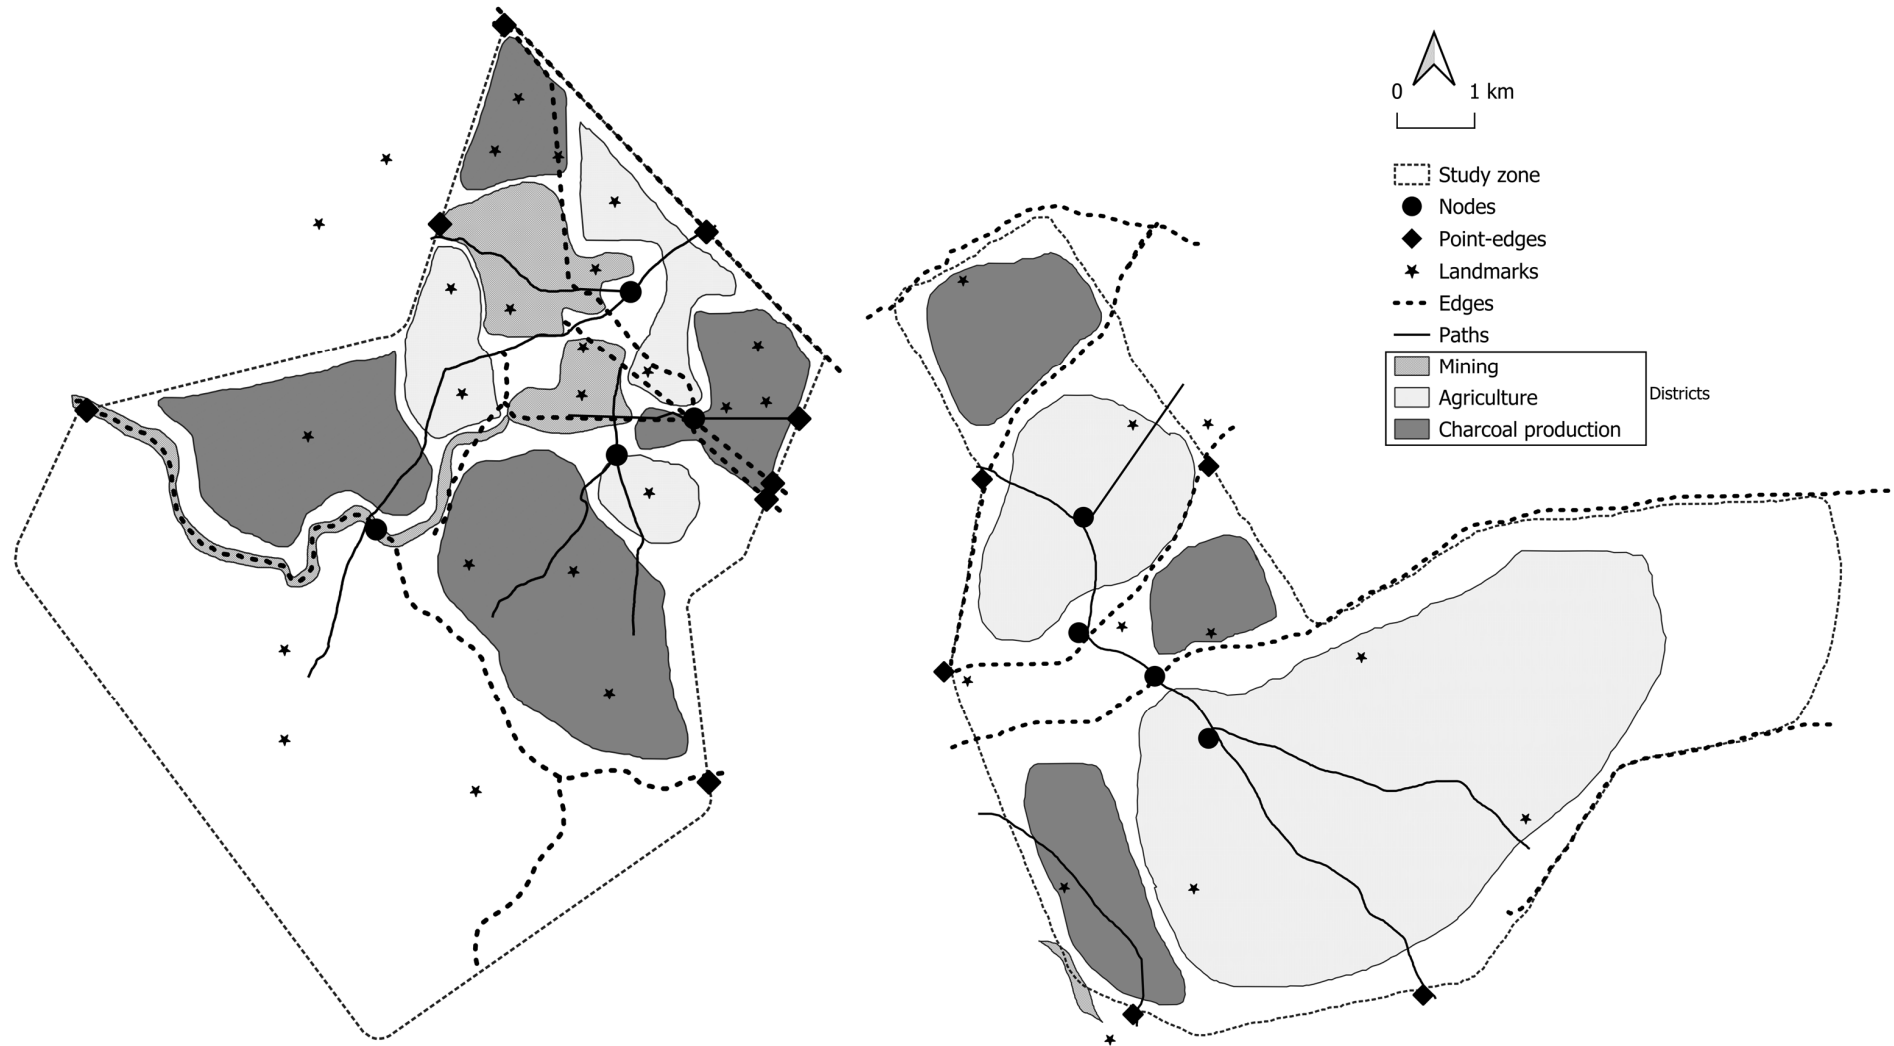 0 1 km
Study zone
Nodes
Point-edges
Landmarks
Edges
Paths
Mining
Agriculture
Districts
Charcoal production